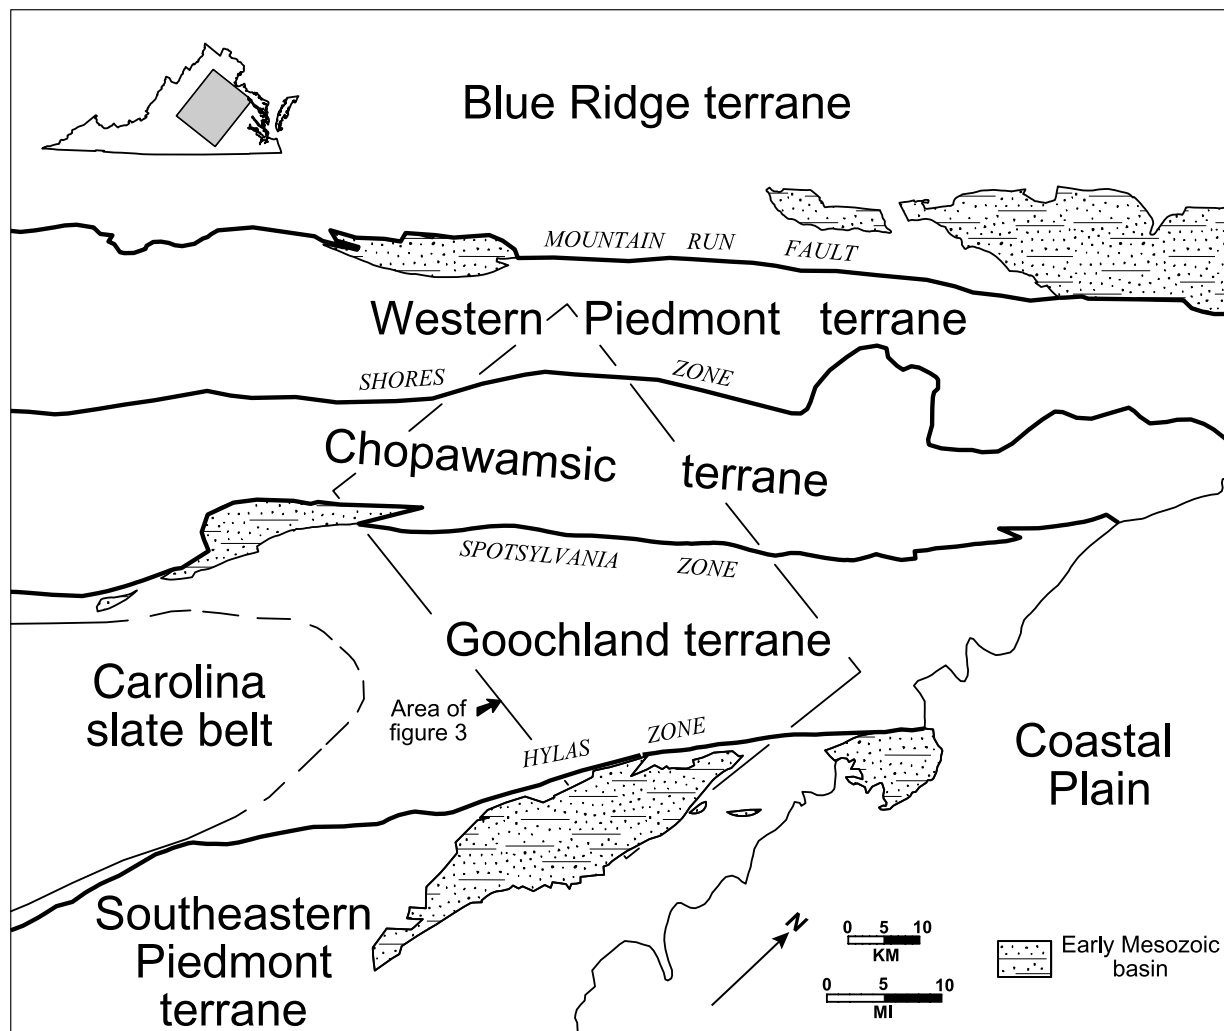 Blue Ridge terrane
MOUNTAIN RUN FAULT
Western Piedmont terrane
SHORES ZONE
Chopawamsic terrane
SPOTSYLVANIA ZONE
Goochland terrane
Carolina
slate belt
Area of
figure 3
HYLAS ZONE
Coastal
Plain
Southeastern
Piedmont
terrane
N
0 5 10
KM
0 5 10
MI
Early Mesozoic
basin